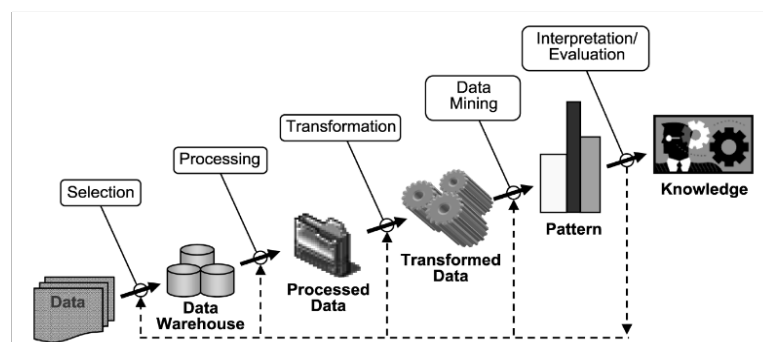 Interpretation/
Evaluation
Data
Mining
Transformation
Processing
Selection
Knowledge
Pattern
Transformed
Data
Processed
Data
Data
Warehouse
Data